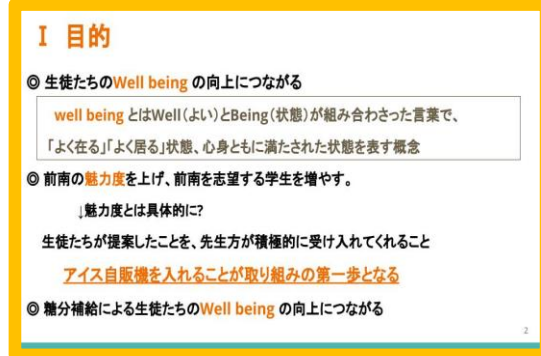 Ⅰ 目的
◎ 生徒たちのWell being の向上につながる
well being とはWell(よい)とBeing(状態)が組み合わさった言葉で、
「よく在る」「よく居る」状態、心身ともに満たされた状態を表す概念
◎ 前南の魅力度を上げ、前南を志望する学生を増やす。
↓魅力度とは具体的に?
生徒たちが提案したことを、先生方が積極的に受け入れてくれること
アイス自販機を入れることが取り組みの第一歩となる
◎ 糖分補給による生徒たちのWell being の向上につながる
2